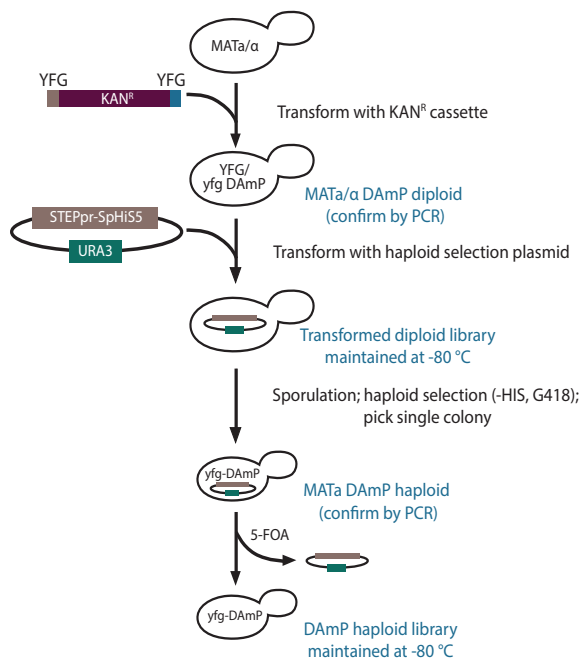 MATa/α
YFG YFG
KANᴿ
Transform with KANᴿ cassette
YFG/
yfg DAmP
MATa/α DAmP diploid
(confirm by PCR)
STEPpr-SpHiS5
URA3
Transform with haploid selection plasmid
Transformed diploid library
maintained at -80 °C
Sporulation; haploid selection (-HIS, G418);
pick single colony
yfg-DAmP
MATa DAmP haploid
(confirm by PCR)
5-FOA
yfg-DAmP
DAmP haploid library
maintained at -80 °C